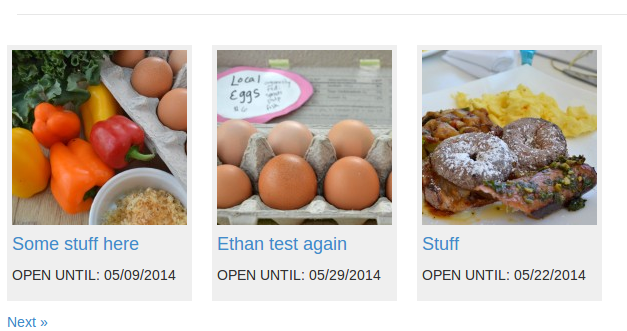 Local
Eggs
Some stuff here
Ethan test again
Stuff
OPEN UNTIL: 05/09/2014
OPEN UNTIL: 05/29/2014
OPEN UNTIL: 05/22/2014
Next »